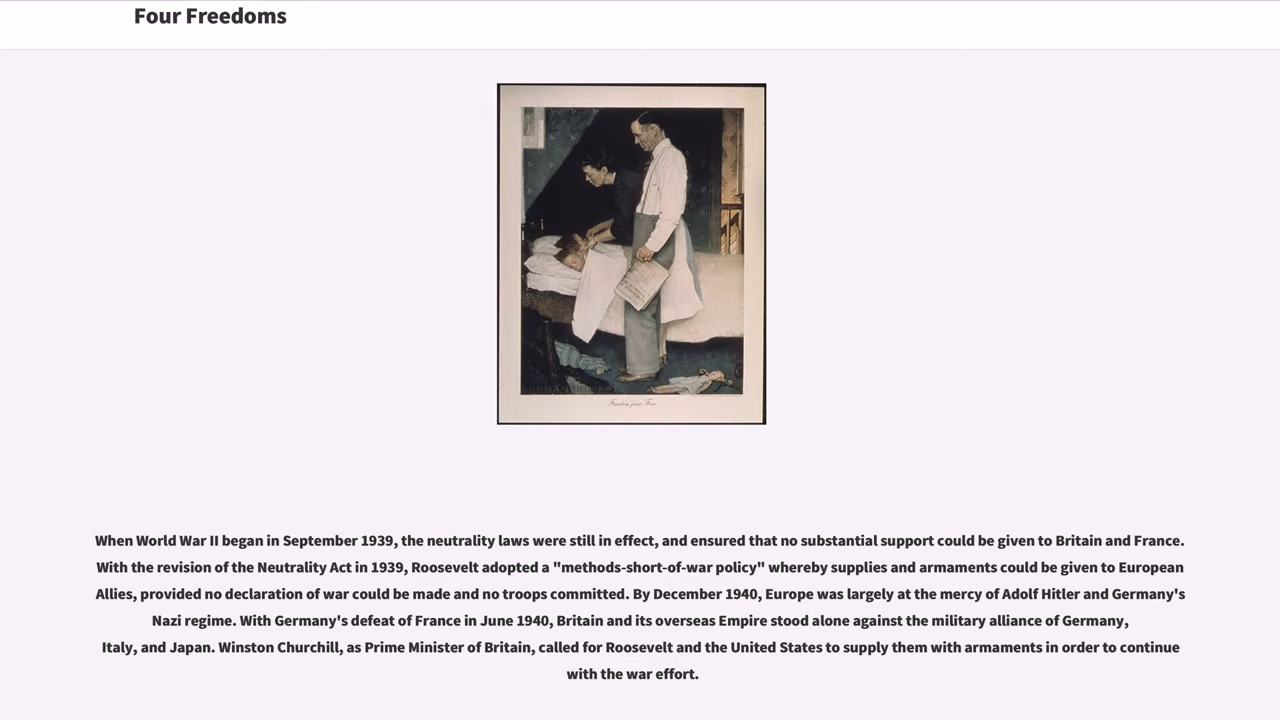 Four Freedoms
Freedom from Fear
When World War II began in September 1939, the neutrality laws were still in effect, and ensured that no substantial support could be given to Britain and France.
With the revision of the Neutrality Act in 1939, Roosevelt adopted a "methods-short-of-war policy" whereby supplies and armaments could be given to European
Allies, provided no declaration of war could be made and no troops committed. By December 1940, Europe was largely at the mercy of Adolf Hitler and Germany's
Nazi regime. With Germany's defeat of France in June 1940, Britain and its overseas Empire stood alone against the military alliance of Germany,
Italy, and Japan. Winston Churchill, as Prime Minister of Britain, called for Roosevelt and the United States to supply them with armaments in order to continue
with the war effort.